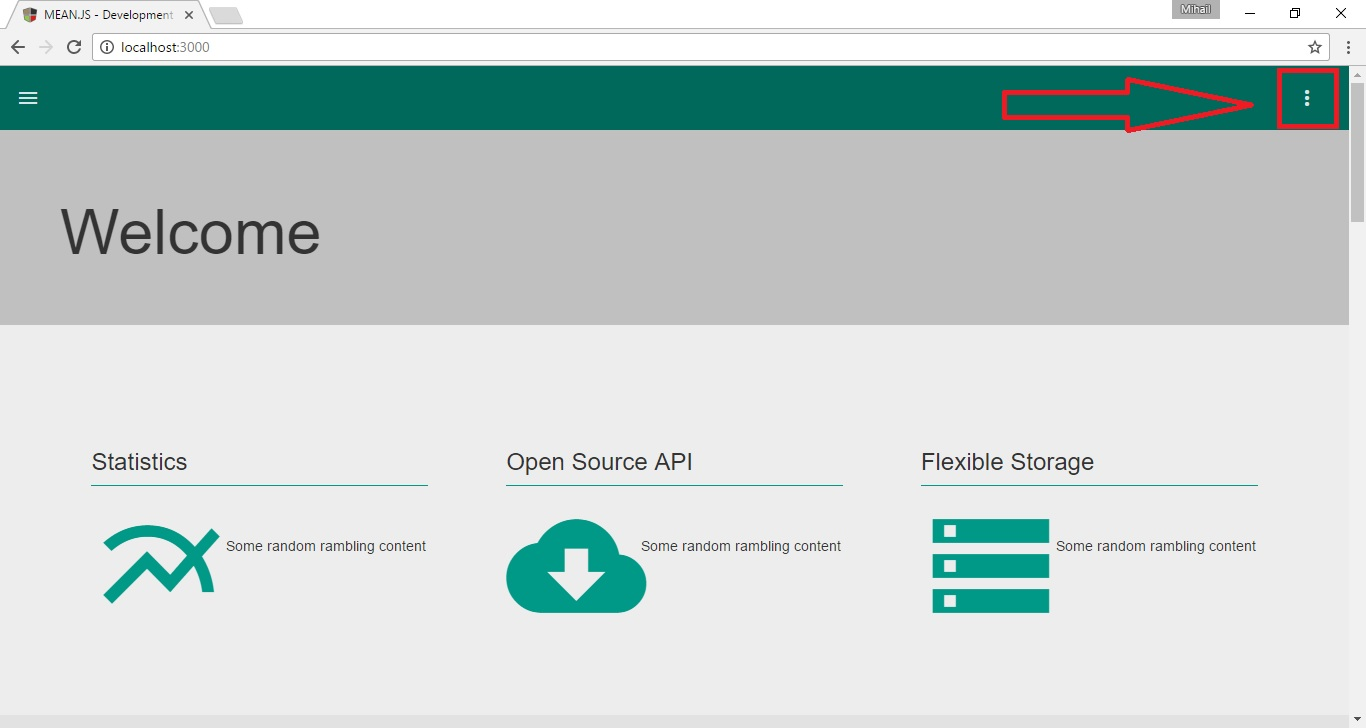 MEAN.JS - Development
Mihail
localhost:3000
Welcome
Statistics
Open Source API
Flexible Storage
Some random rambling content
Some random rambling content
Some random rambling content